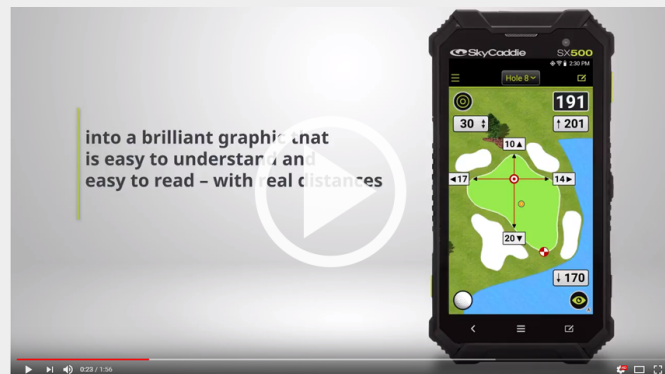 SkyCaddie
SX500
2:30 PM
Hole 8
191
30
↑ 201
10▲
◄17
14►
20▼
↓ 170
into a brilliant graphic that
is easy to understand and
easy to read – with real distances
0:23 / 1:56